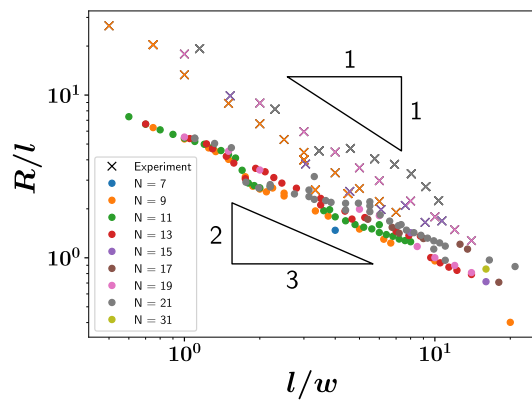 1
1
10¹
R/l
Experiment
N = 7
N = 9
N = 11
N = 13
N = 15
N = 17
N = 19
N = 21
N = 31
2
3
10⁰
10⁰
10¹
l/w